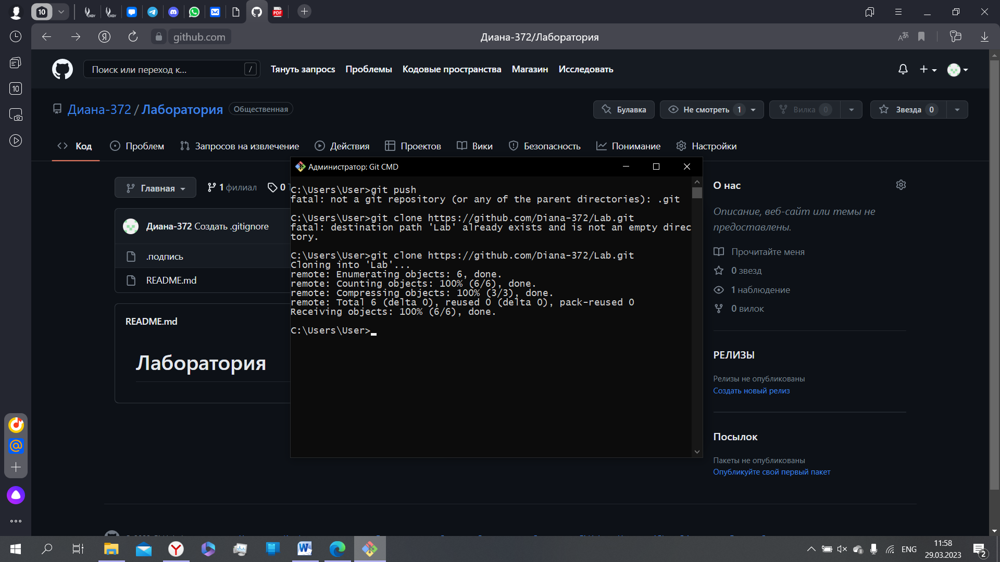 10
СКФУ
СКФУ
PDF
github.com
Диана-372/Лаборатория
10
Поиск или переход к...
/
Тянуть запрос Проблемы Кодовые пространства Магазин Исследовать
Диана-372 / Лаборатория Общественная
Булавка
Не смотреть 1
Вилка 0
Звезда 0
Код Проблем Запросов на извлечение Действия Проектов Вики Безопасность Понимание Настройки
Администратор: Git CMD
Главная 1 филиал 0
Диана-372 Создать .gitignore
.подпись
README.md
README.md
Лаборатория
C:\Users\User>git push
fatal: not a git repository (or any of the parent directories): .git
C:\Users\User>git clone https://github.com/Diana-372/Lab.git
fatal: destination path 'Lab' already exists and is not an empty direc
tory.
C:\Users\User>git clone https://github.com/Diana-372/Lab.git
Cloning into 'Lab'...
remote: Enumerating objects: 6, done.
remote: Counting objects: 100% (6/6), done.
remote: Compressing objects: 100% (3/3), done.
remote: Total 6 (delta 0), reused 0 (delta 0), pack-reused 0
Receiving objects: 100% (6/6), done.
C:\Users\User>
О нас
Описание, веб-сайт или темы не
предоставлены.
Прочитайте меня
0 звезд
1 наблюдение
0 вилок
РЕЛИЗЫ
Релизы не опубликованы
Создать новый релиз
Посылок
Пакеты не опубликованы
Опубликуйте свой первый пакет
ENG
11:58
29.03.2023
2